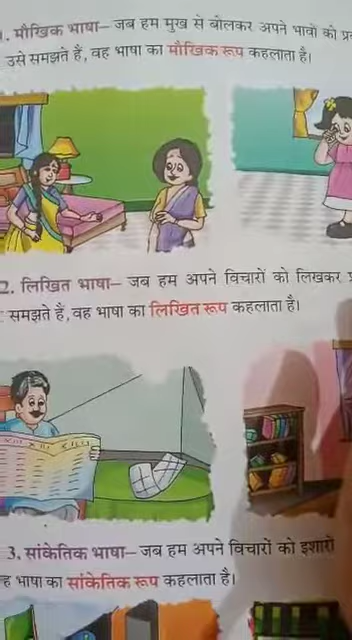 1. मौखिक भाषा– जब हम मुख से बोलकर अपने भावों को
उसे समझते हैं, वह भाषा का मौखिक रूप कहलाता है।
2. लिखित भाषा– जब हम अपने विचारों को लिखकर
समझते हैं, वह भाषा का लिखित रूप कहलाता है।
3. सांकेतिक भाषा– जब हम अपने विचारों को इशारों
भाषा का सांकेतिक रूप कहलाता है।